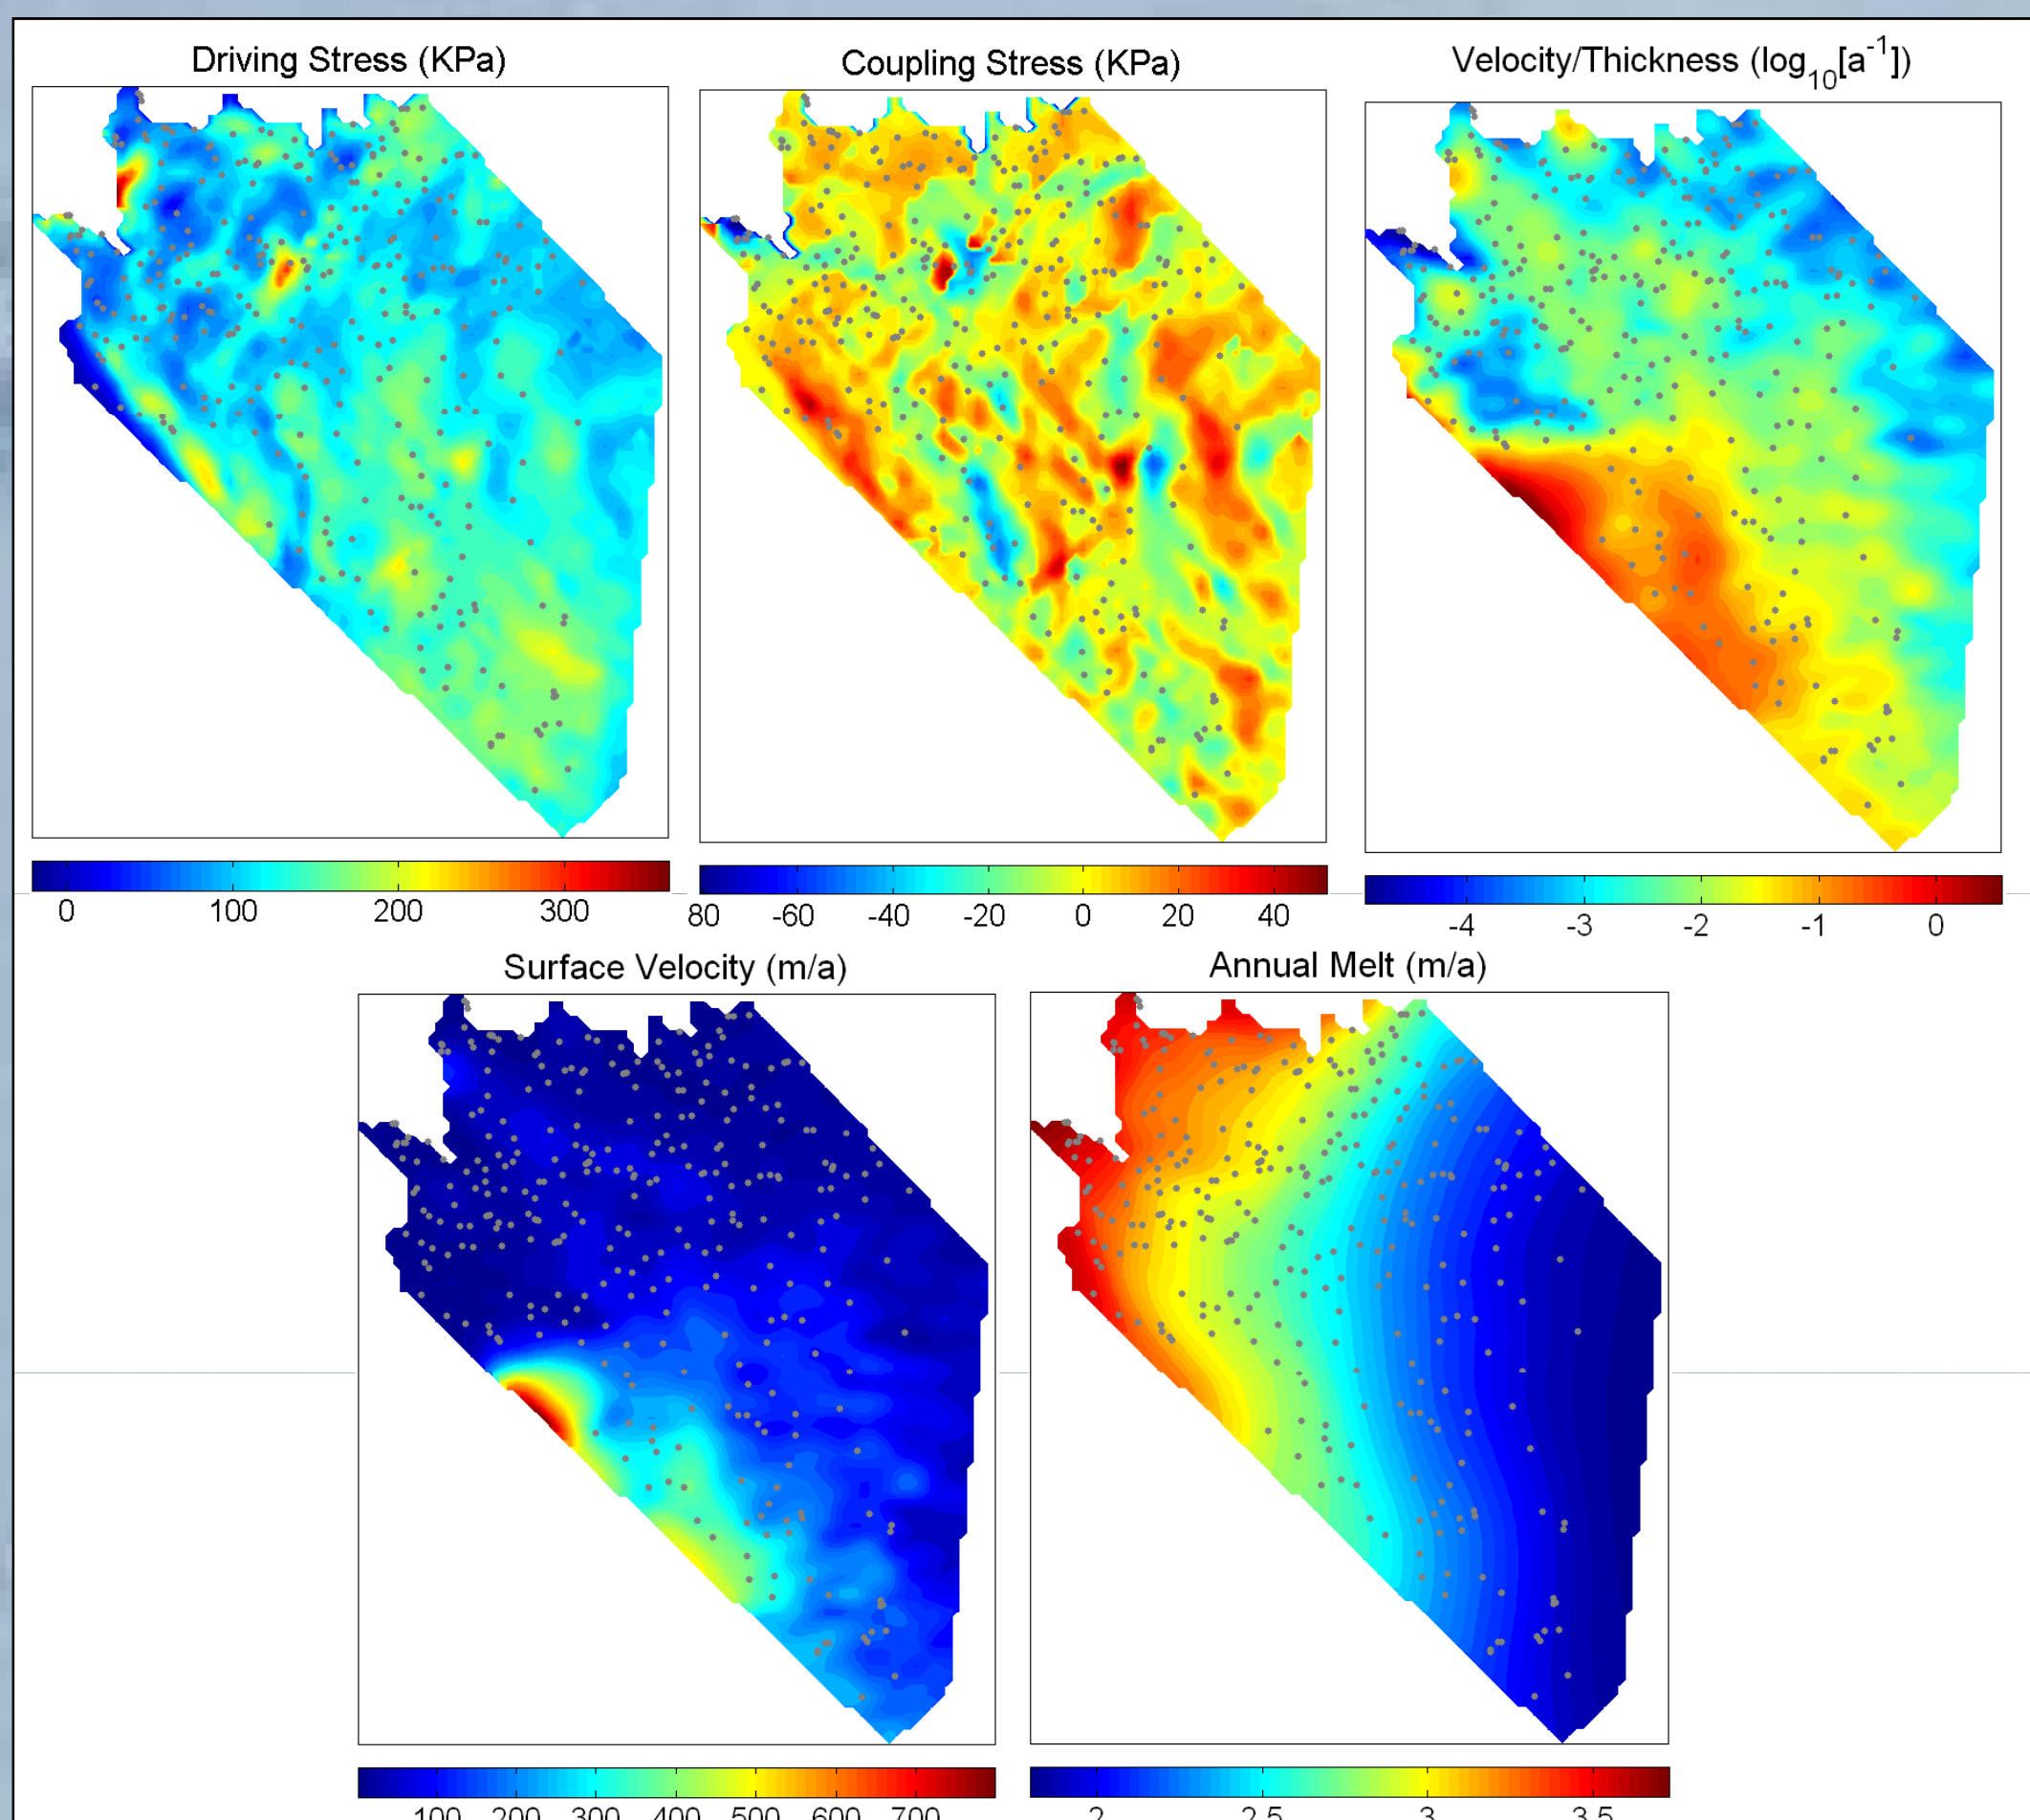 Driving Stress (KPa)
Coupling Stress (KPa)
Velocity/Thickness (log10[a-1])
0 100 200 300
80 -60 -40 -20 0 20 40
-4 -3 -2 -1 0
Surface Velocity (m/a)
Annual Melt (m/a)
100 200 300 400 500 600 700
2 2.5 3 3.5